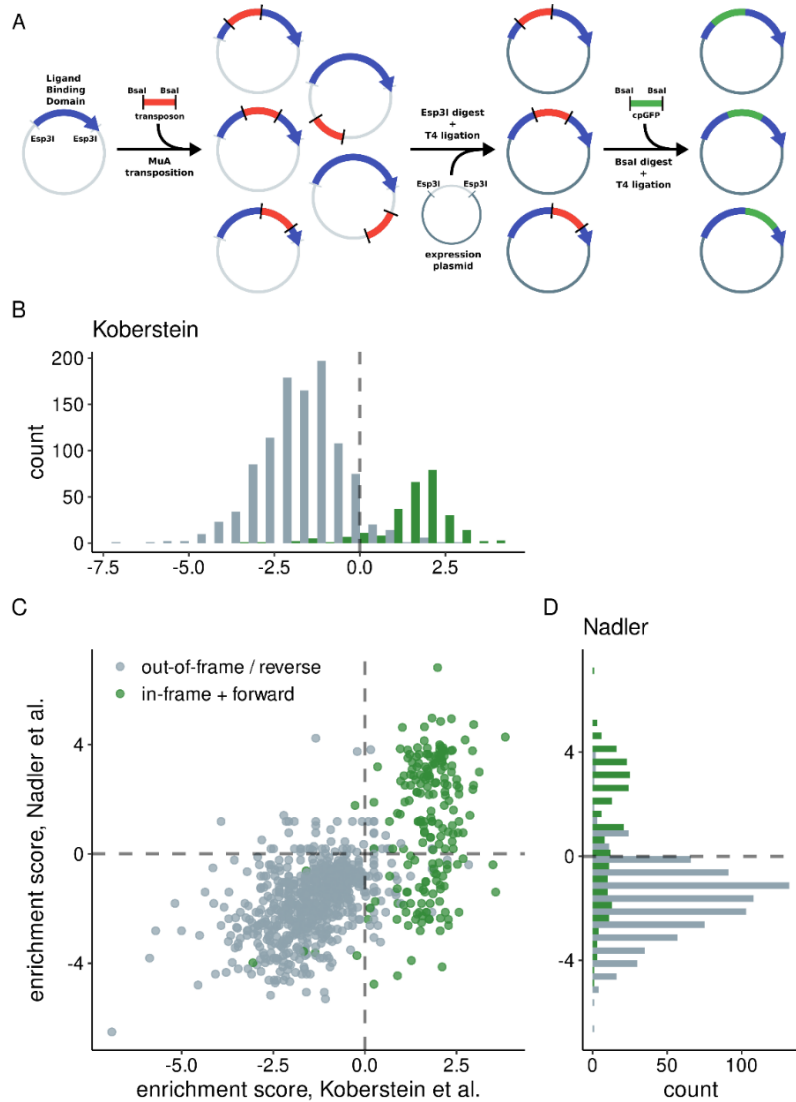 A
Ligand
Binding
Domain
Esp3I Esp3I
BsaI BsaI
transposon
MuA
transposition
Esp3I digest
+
T4 ligation
Esp3I Esp3I
expression
plasmid
BsaI BsaI
cpGFP
BsaI digest
+
T4 ligation
B
Koberstein
count
200
150
100
50
0
-7.5 -5.0 -2.5 0.0 2.5
C
out-of-frame / reverse
in-frame + forward
enrichment score, Nadler et al.
4
0
-4
-5.0 -2.5 0.0 2.5
enrichment score, Koberstein et al.
D
Nadler
4
0
-4
0 50 100
count